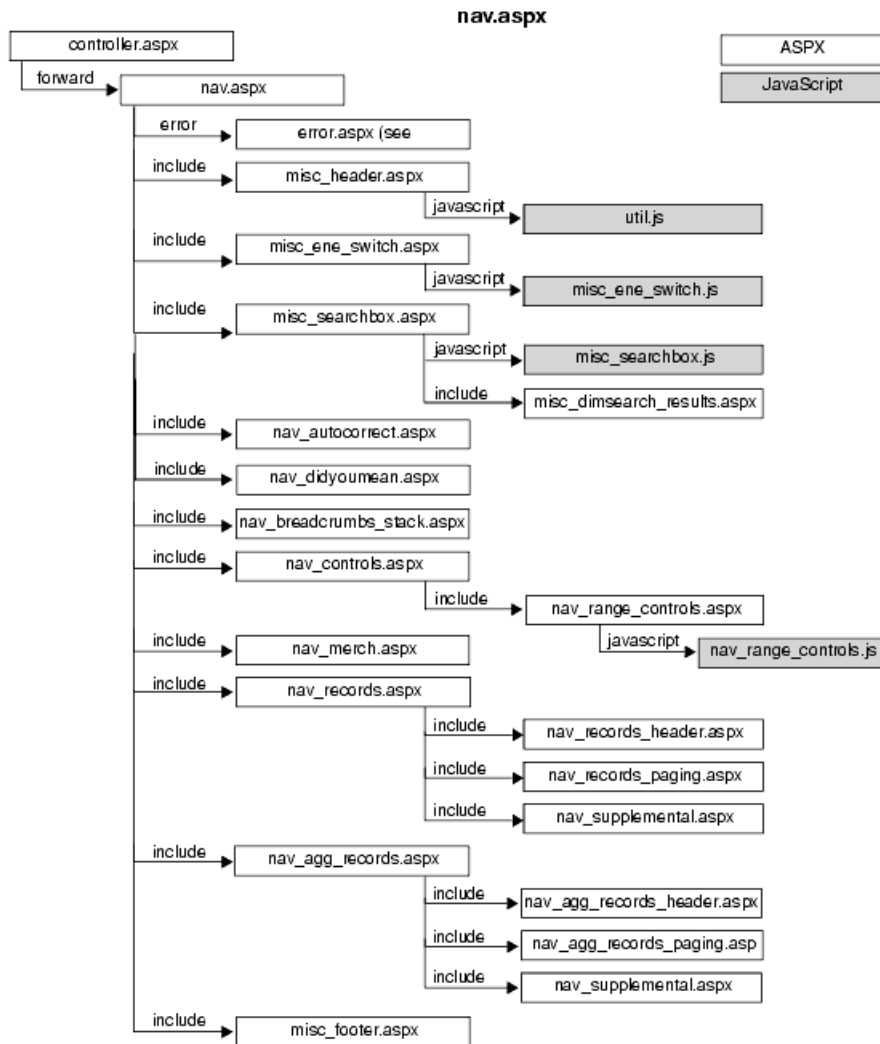 nav.aspx
controller.aspx
ASPX
forward
nav.aspx
JavaScript
error
error.aspx (see
include
misc_header.aspx
javascript
util.js
include
misc_ene_switch.aspx
javascript
misc_ene_switch.js
include
misc_searchbox.aspx
javascript
misc_searchbox.js
include
misc_dimsearch_results.aspx
include
nav_autocorrect.aspx
include
nav_didyoumean.aspx
include
nav_breadcrumbs_stack.aspx
include
nav_controls.aspx
include
nav_range_controls.aspx
javascript
nav_range_controls.js
include
nav_merch.aspx
include
nav_records.aspx
include
nav_records_header.aspx
include
nav_records_paging.aspx
include
nav_supplemental.aspx
include
nav_agg_records.aspx
include
nav_agg_records_header.aspx
include
nav_agg_records_paging.asp
include
nav_supplemental.aspx
include
misc_footer.aspx